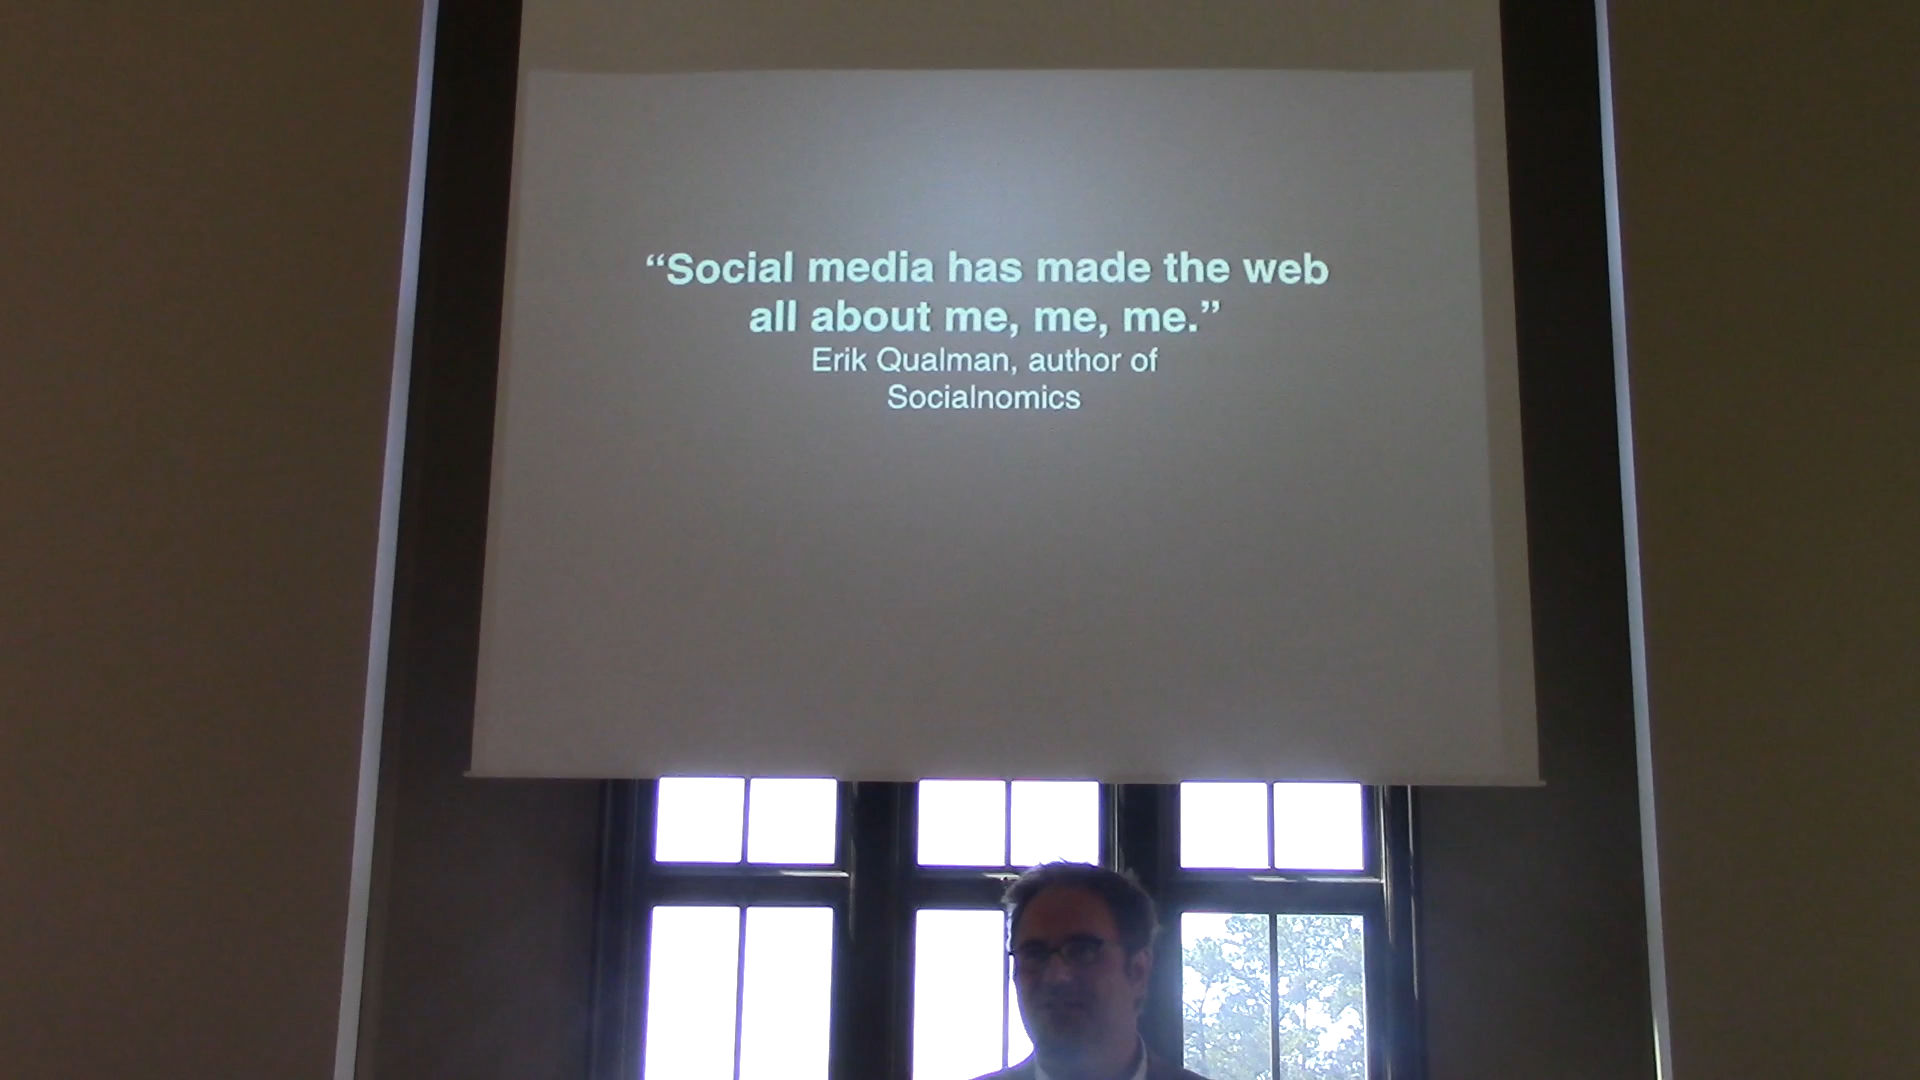 “Social media has made the web
all about me, me, me.”
Erik Qualman, author of
Socialnomics